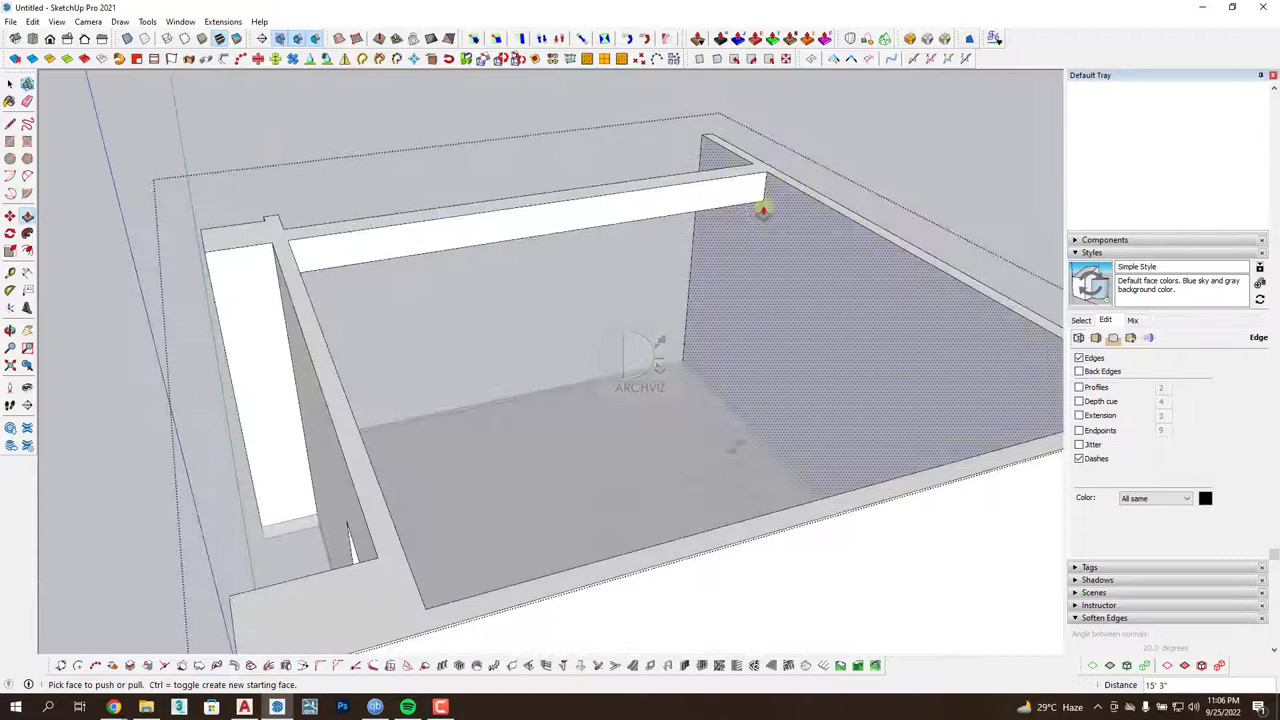 Untitled - SketchUp Pro 2021
File Edit View Camera Draw Tools Window Extensions Help
Default Tray
Components
Styles
Simple Style
Default face colors. Blue sky and gray background color.
Select Edit Mix
Edge
Edges
Back Edges
Profiles 2
Depth cue 4
Extension 3
Endpoints 9
Jitter
Dashes
Color: All same
ARCHVIZ
Tags
Shadows
Scenes
Instructor
Soften Edges
Angle between normals:
20.0 degrees
Pick face to push or pull. Ctrl = toggle create new starting face.
Distance 15' 3"
29°C Haze
11:06 PM
9/25/2022